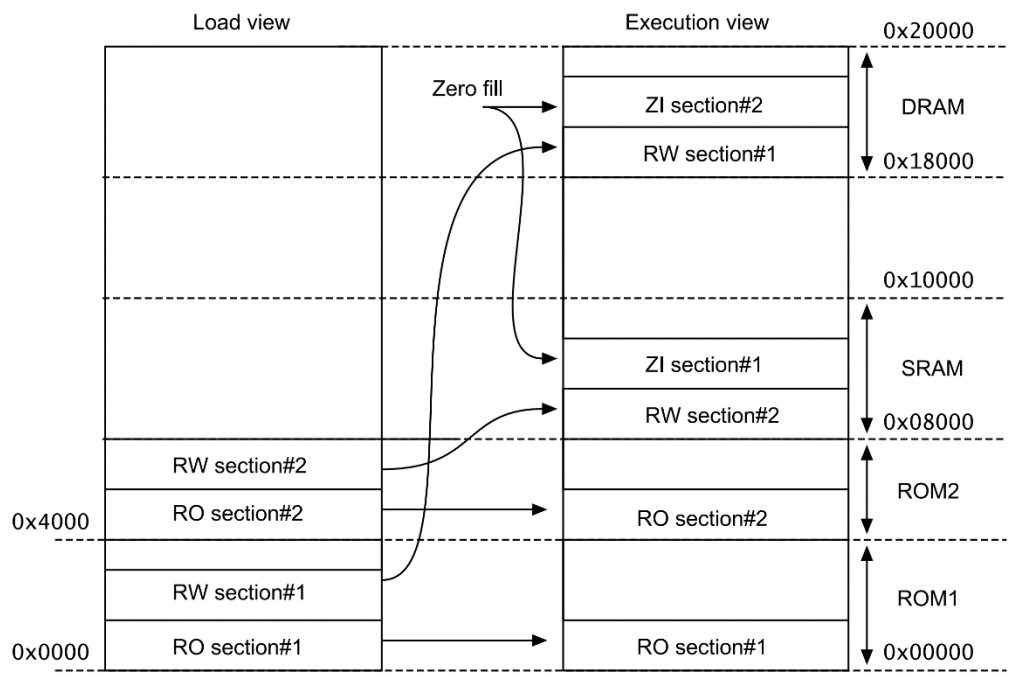 Load view
Execution view
0x20000
Zero fill
ZI section#2
DRAM
RW section#1
0x18000
0x10000
ZI section#1
SRAM
RW section#2
0x08000
RW section#2
ROM2
RO section#2
RO section#2
0x4000
RW section#1
ROM1
RO section#1
RO section#1
0x0000
0x00000